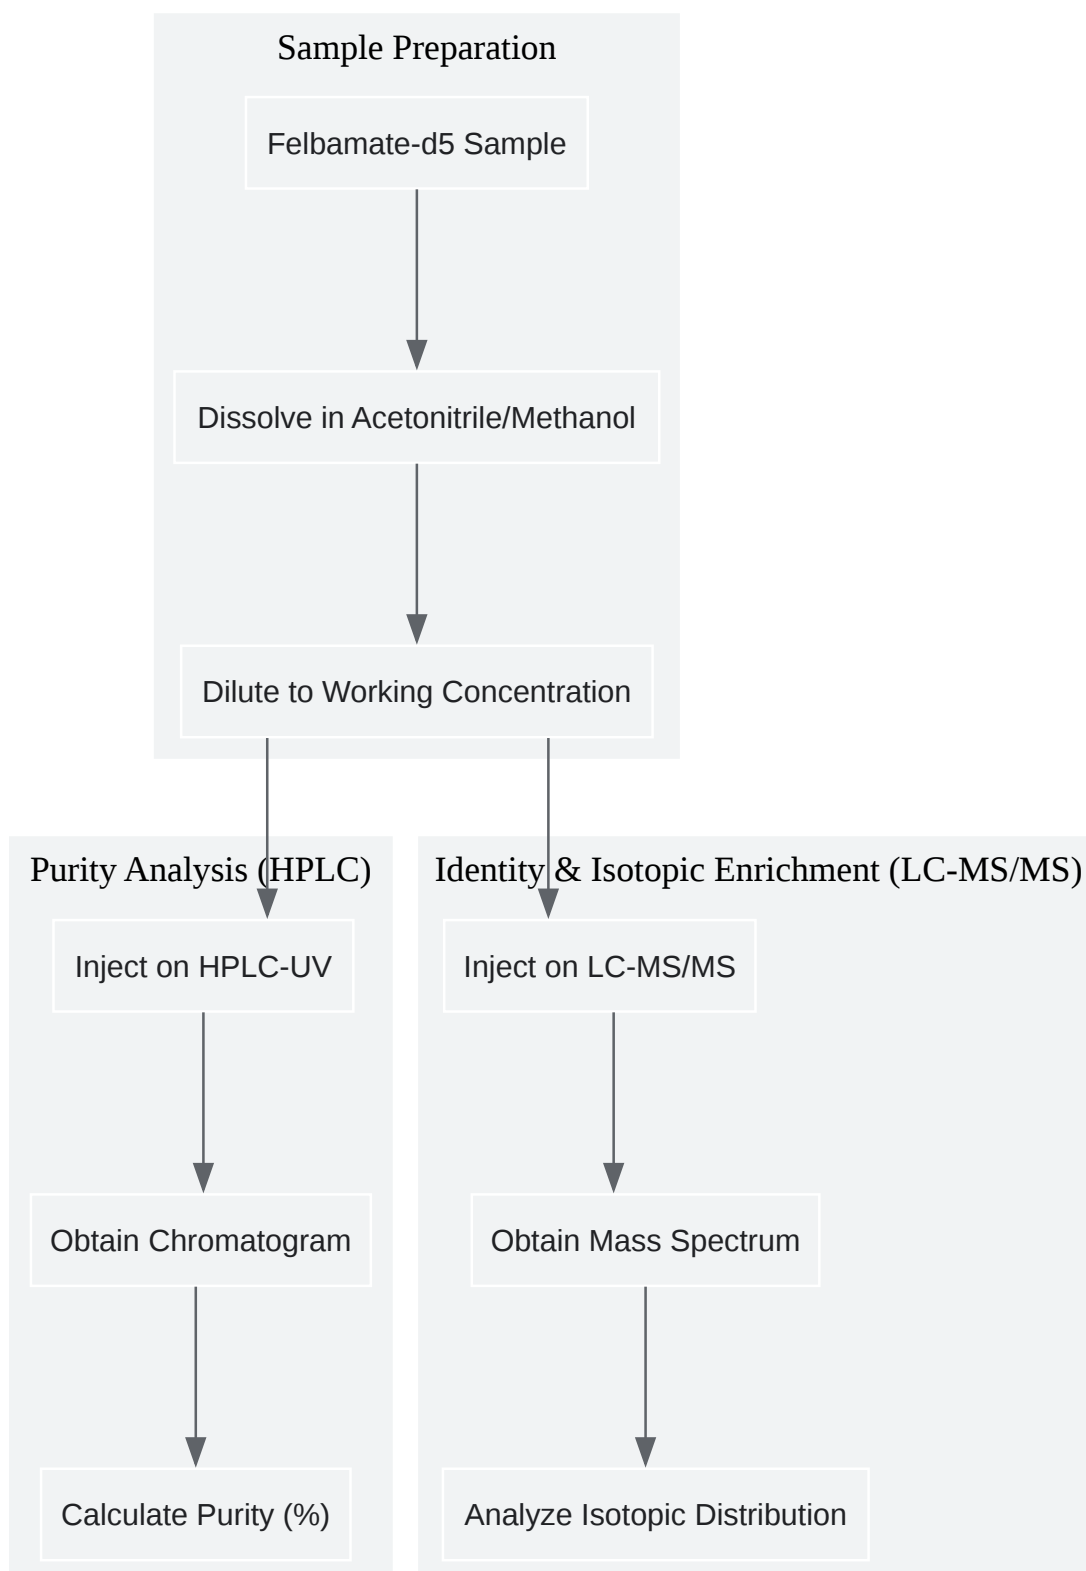 Sample Preparation
Felbamate-d5 Sample
Dissolve in Acetonitrile/Methanol
Dilute to Working Concentration
Purity Analysis (HPLC)
Inject on HPLC-UV
Obtain Chromatogram
Calculate Purity (%)
Identity & Isotopic Enrichment (LC-MS/MS)
Inject on LC-MS/MS
Obtain Mass Spectrum
Analyze Isotopic Distribution